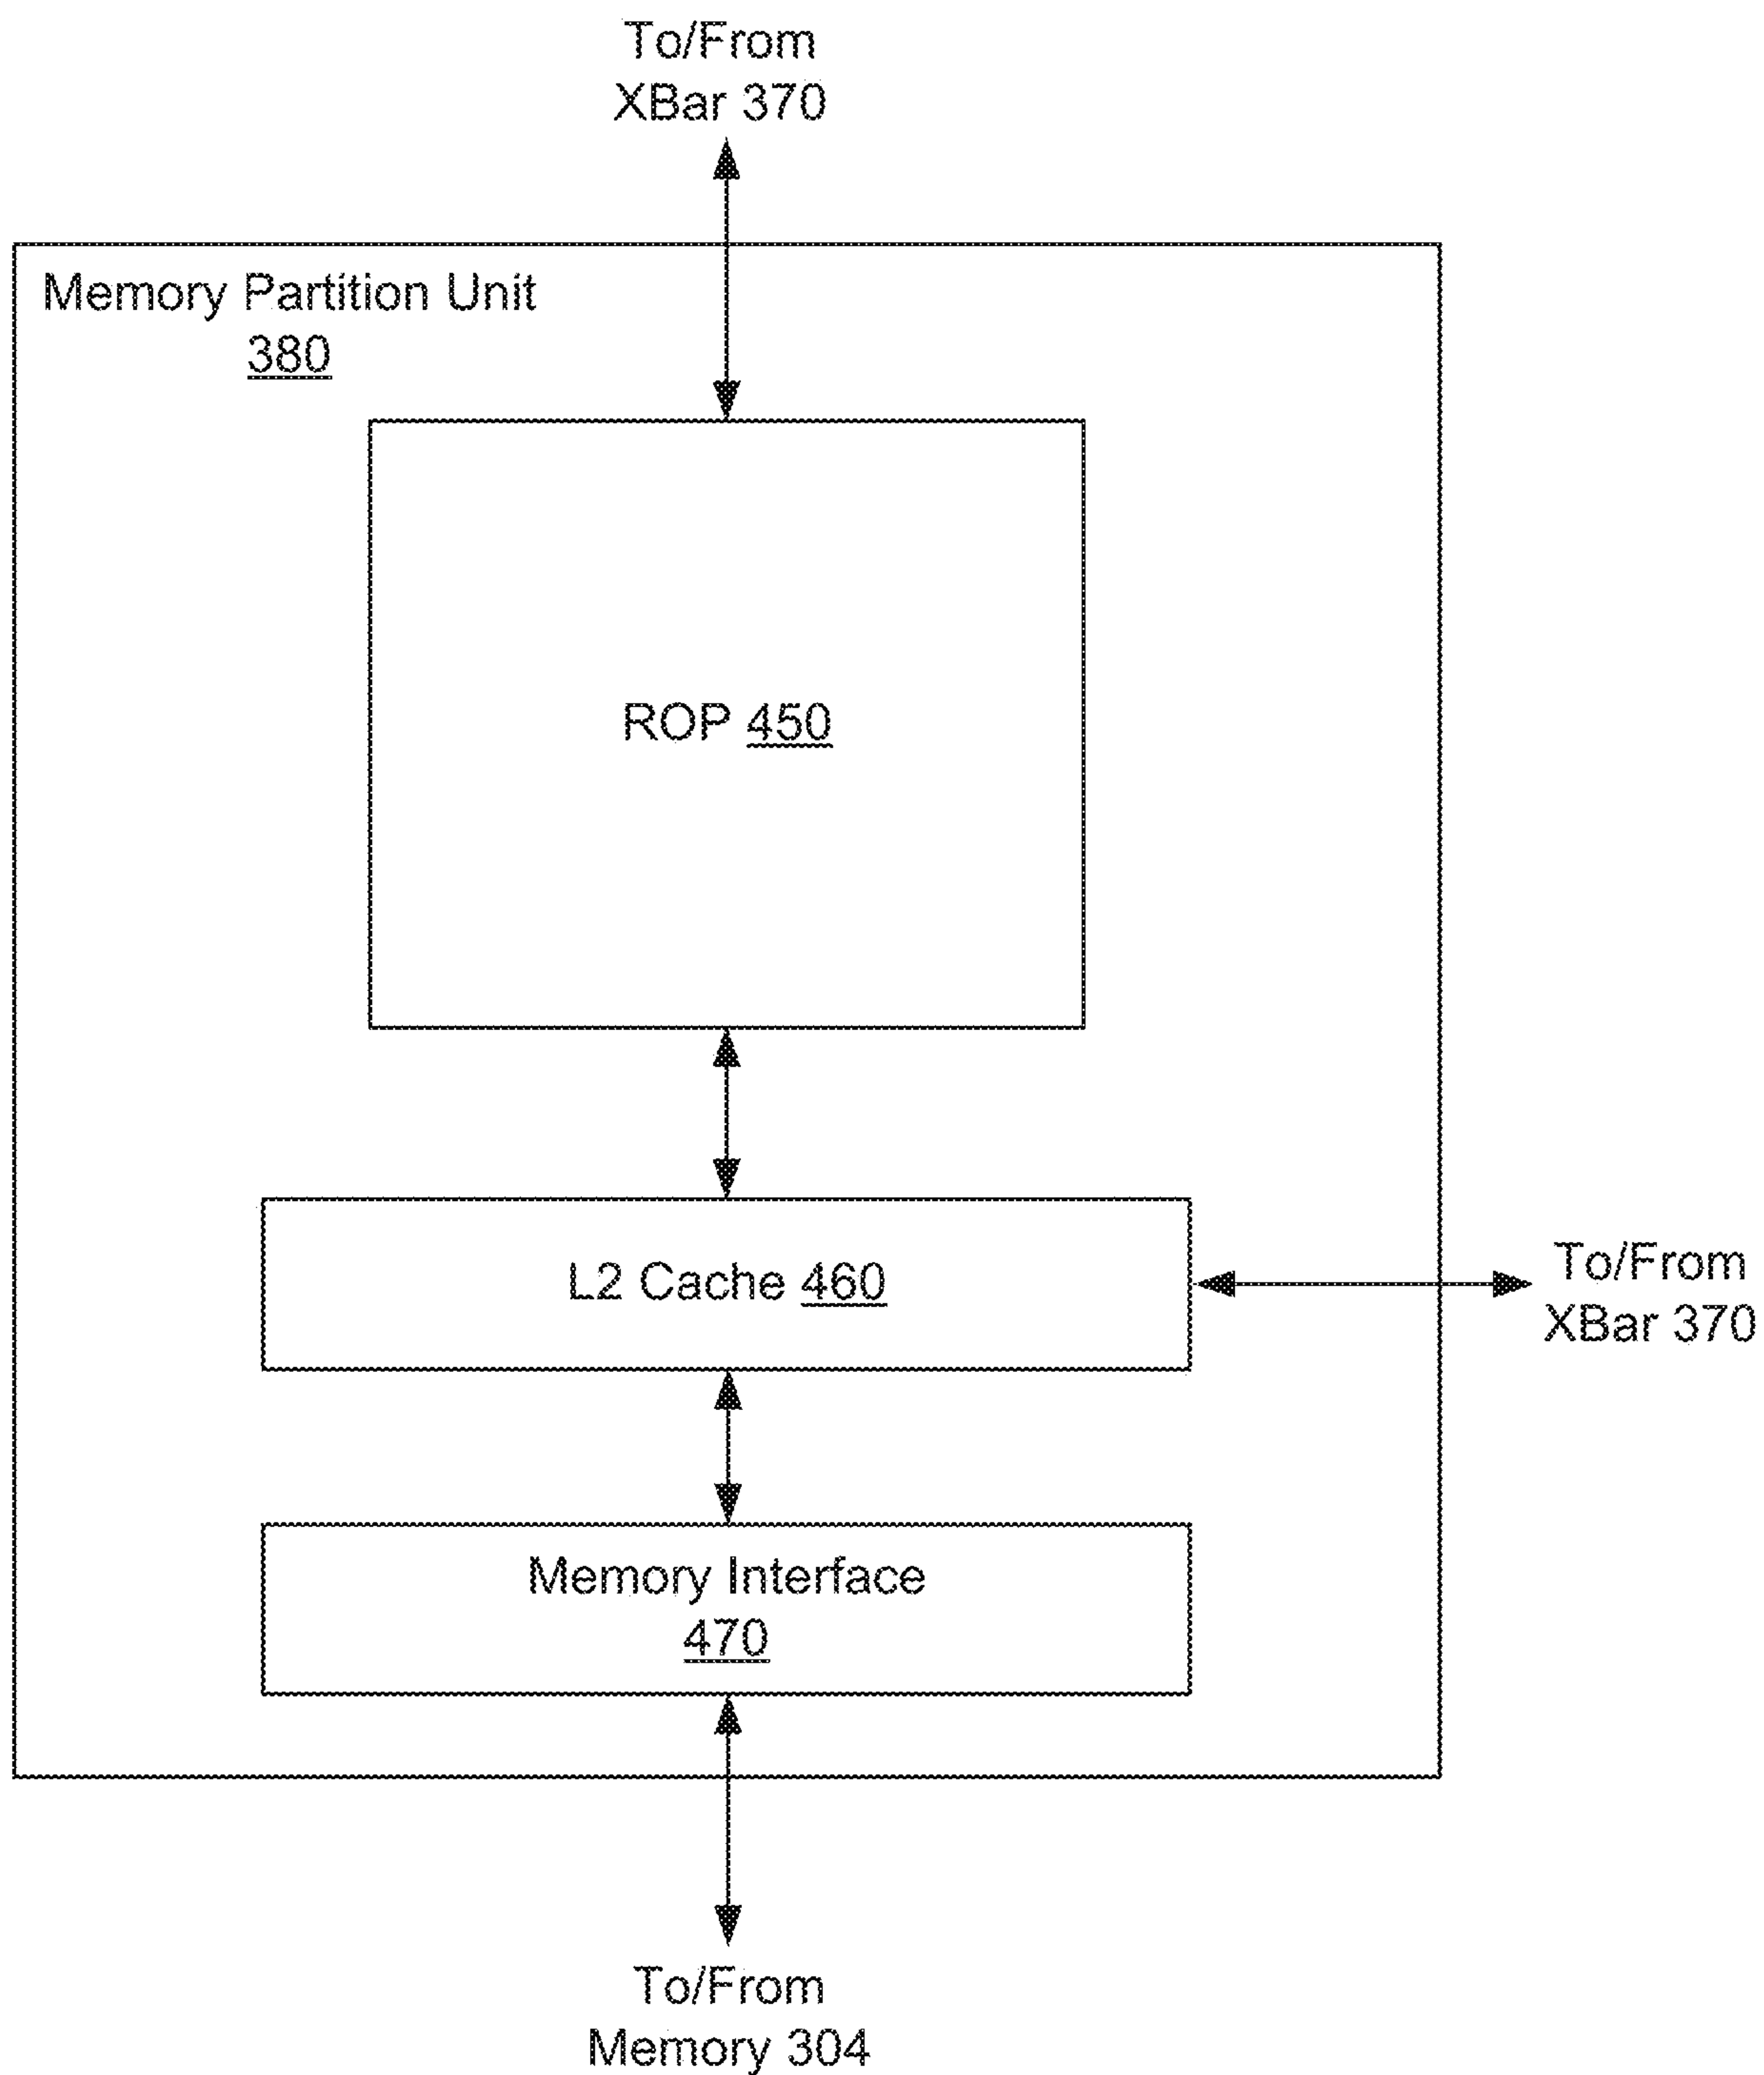 To/From
XBar 370
Memory Partition Unit
380
ROP 450
L2 Cache 460
To/From
XBar 370
Memory Interface
470
To/From
Memory 304